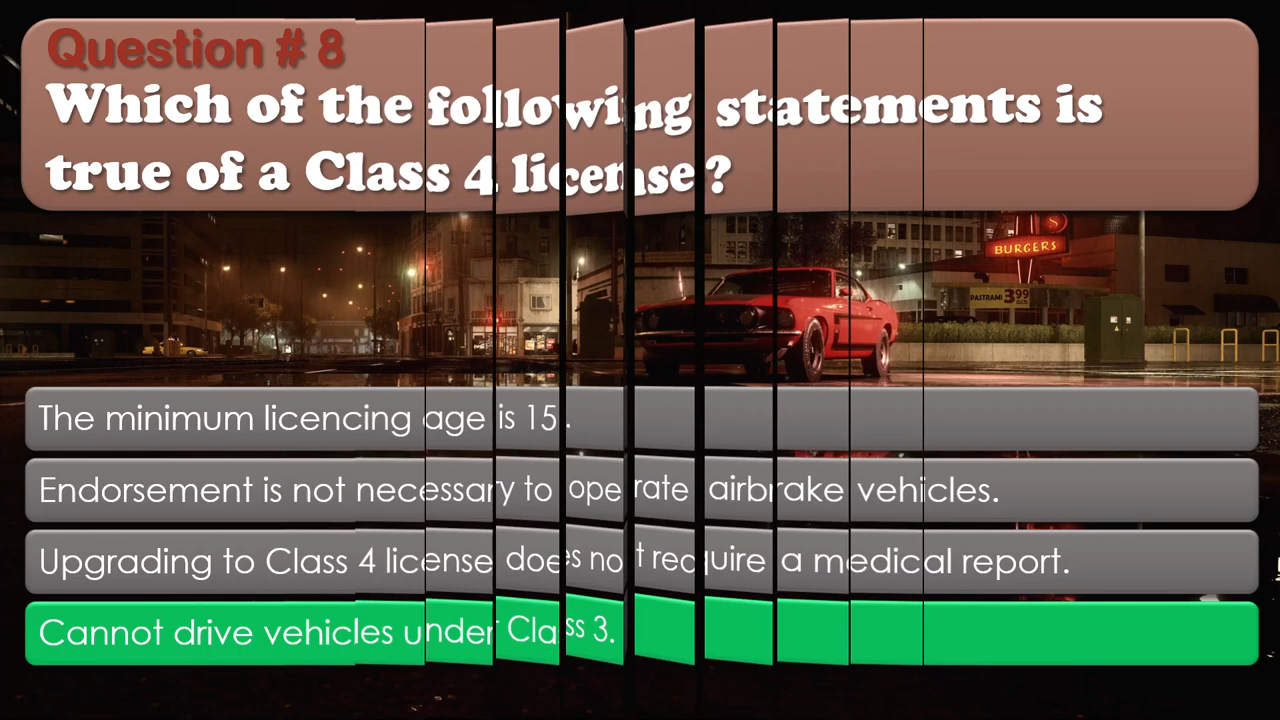 Question # 8
Which of the following statements is
true of a Class 4 license?
S
BURGERS
PASTRAMI 3.99
The minimum licencing age is 15.
Endorsement is not necessary to operate airbrake vehicles.
Upgrading to Class 4 license does not require a medical report.
Cannot drive vehicles under Class 3.